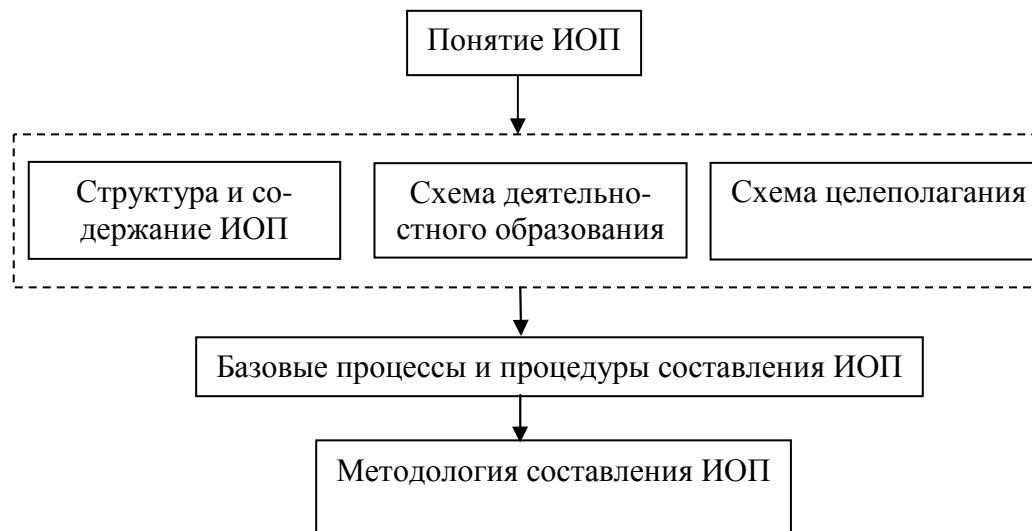 Понятие ИОП
Структура и со-
держание ИОП
Схема деятельно-
стного образования
Схема целеполагания
Базовые процессы и процедуры составления ИОП
Методология составления ИОП